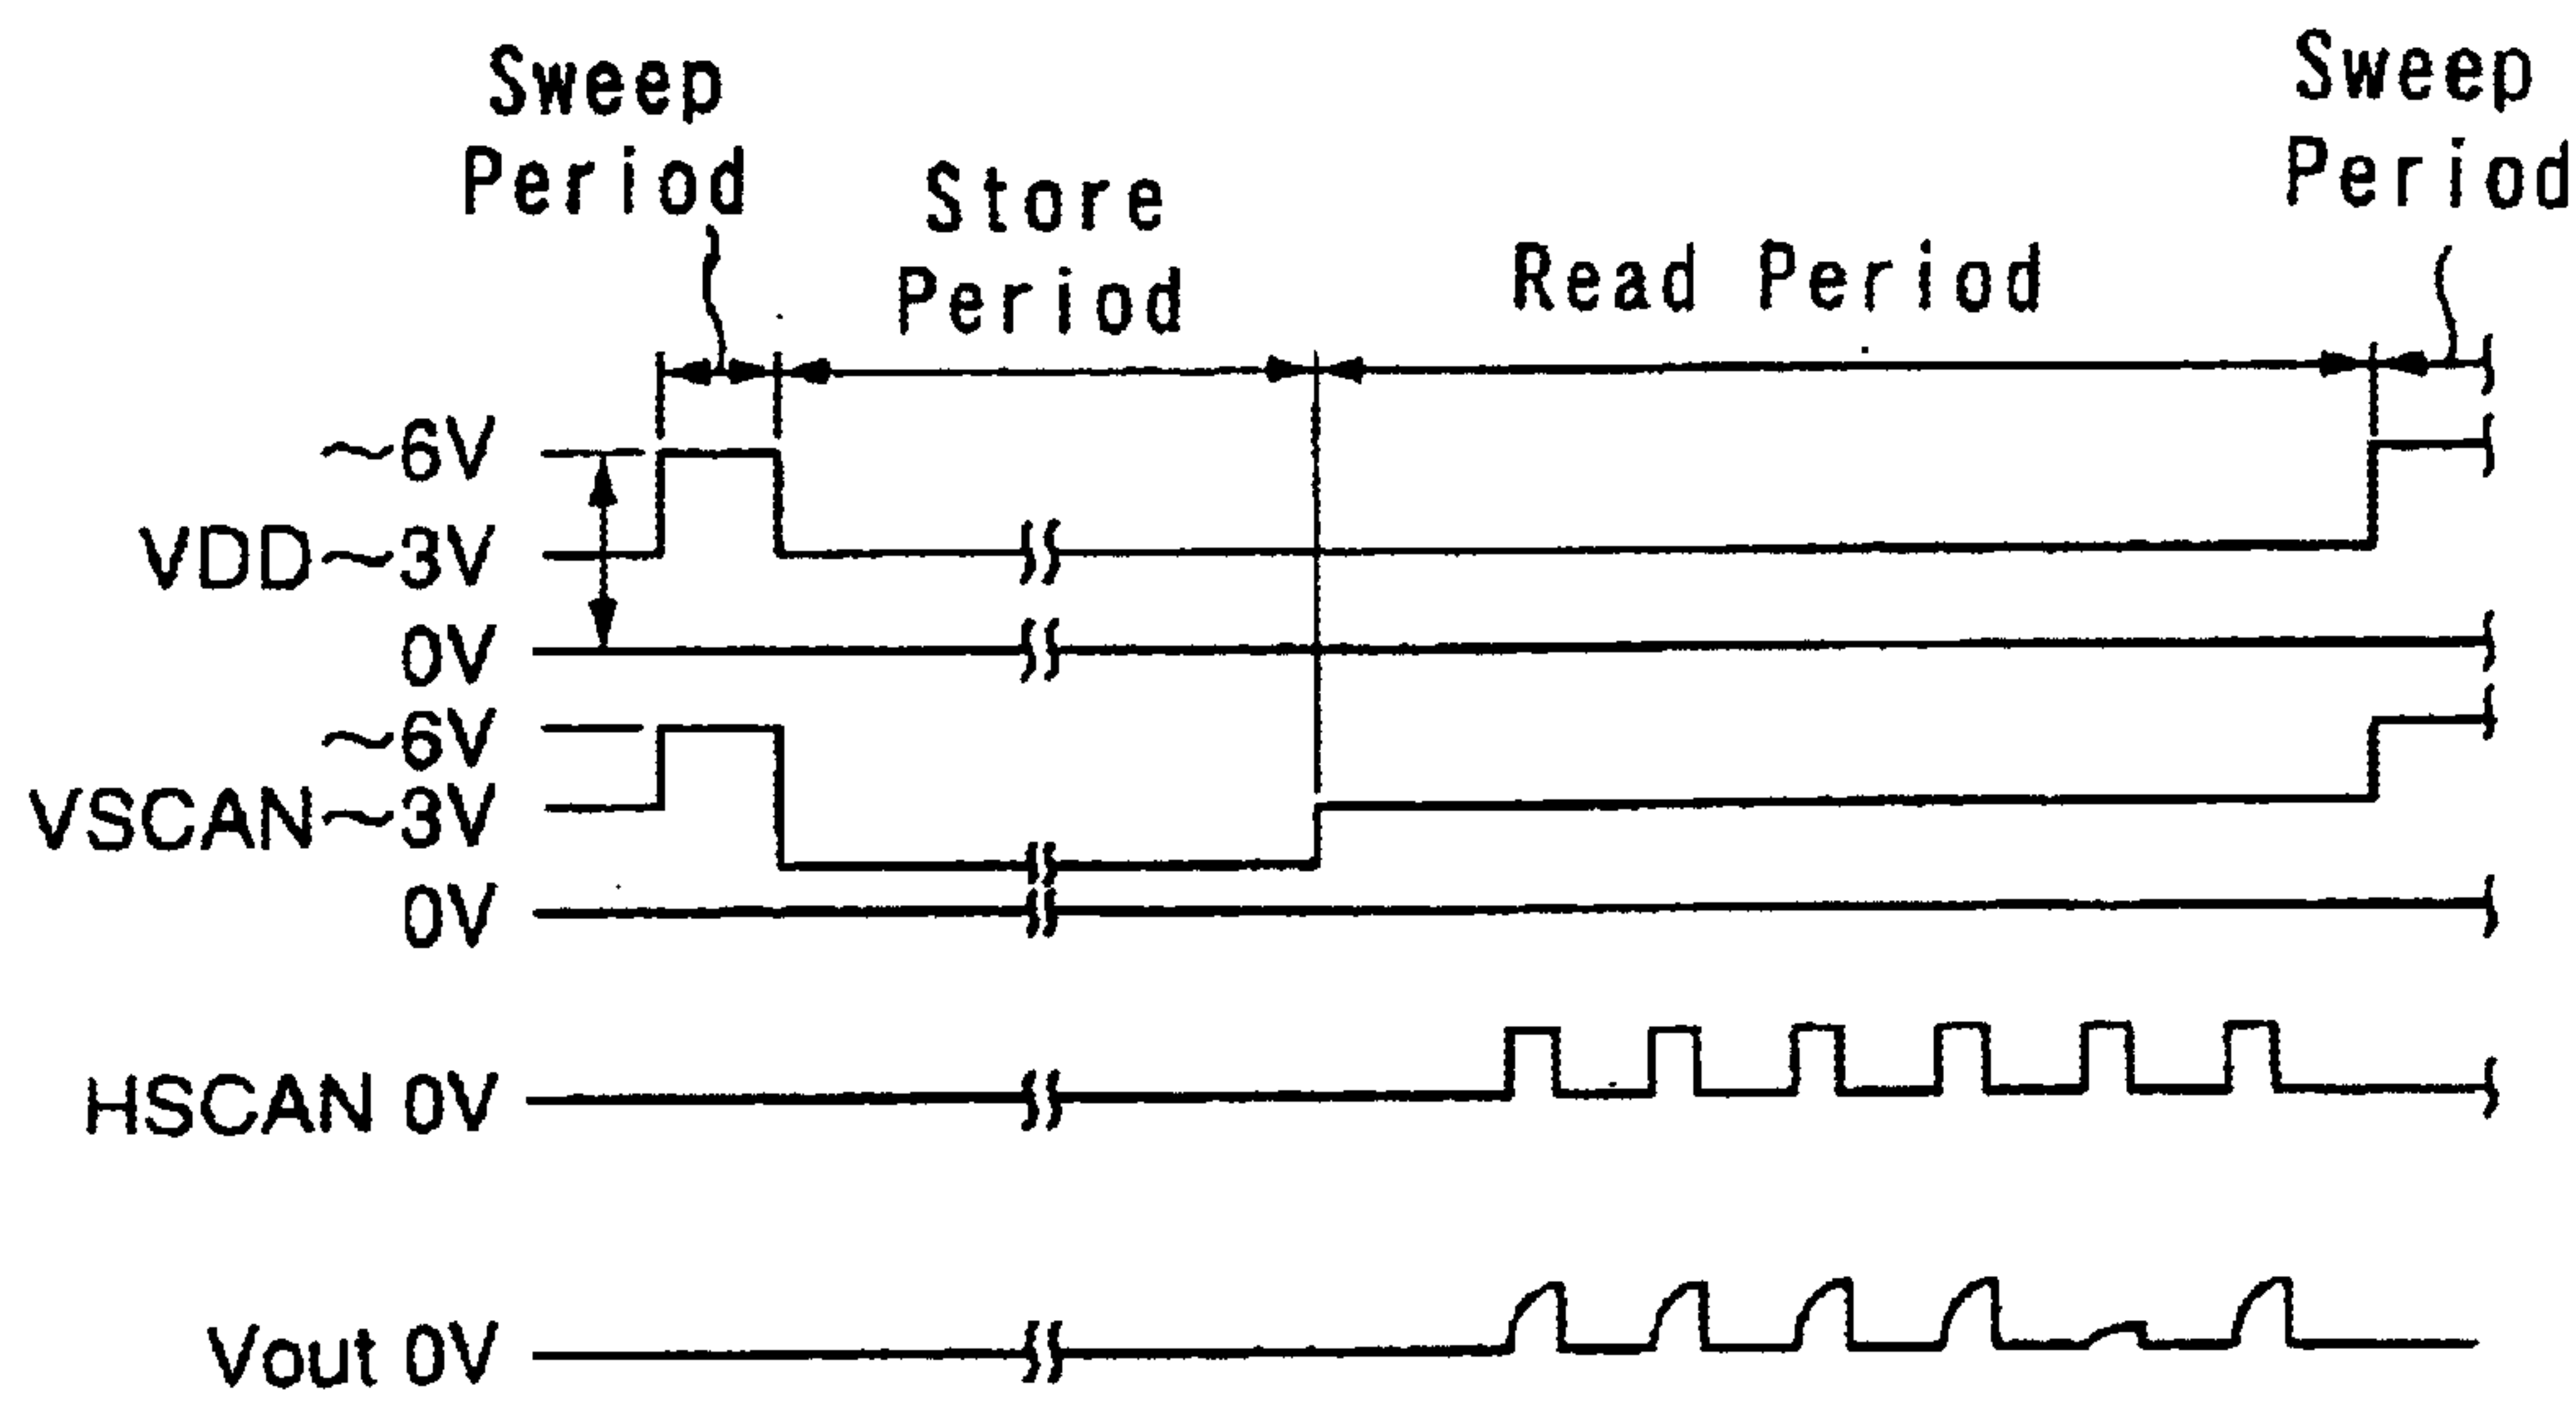 Sweep
Period
Store
Period
Read Period
Sweep
Period
~6V
VDD~3V
0V
~6V
VSCAN~3V
0V
HSCAN 0V
Vout 0V